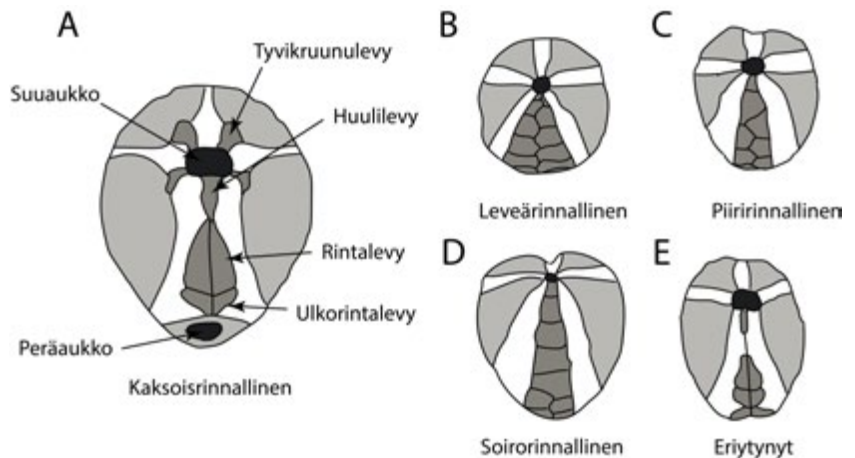 A
Tyvikruunulevy
Suuaukko
Huulilevy
Rintalevy
Ulkorintalevy
Peräaukko
Kaksoisrinnallinen
B
Leveärinnallinen
C
Piiririnnallinen
D
Soirorinnallinen
E
Eriytynyt